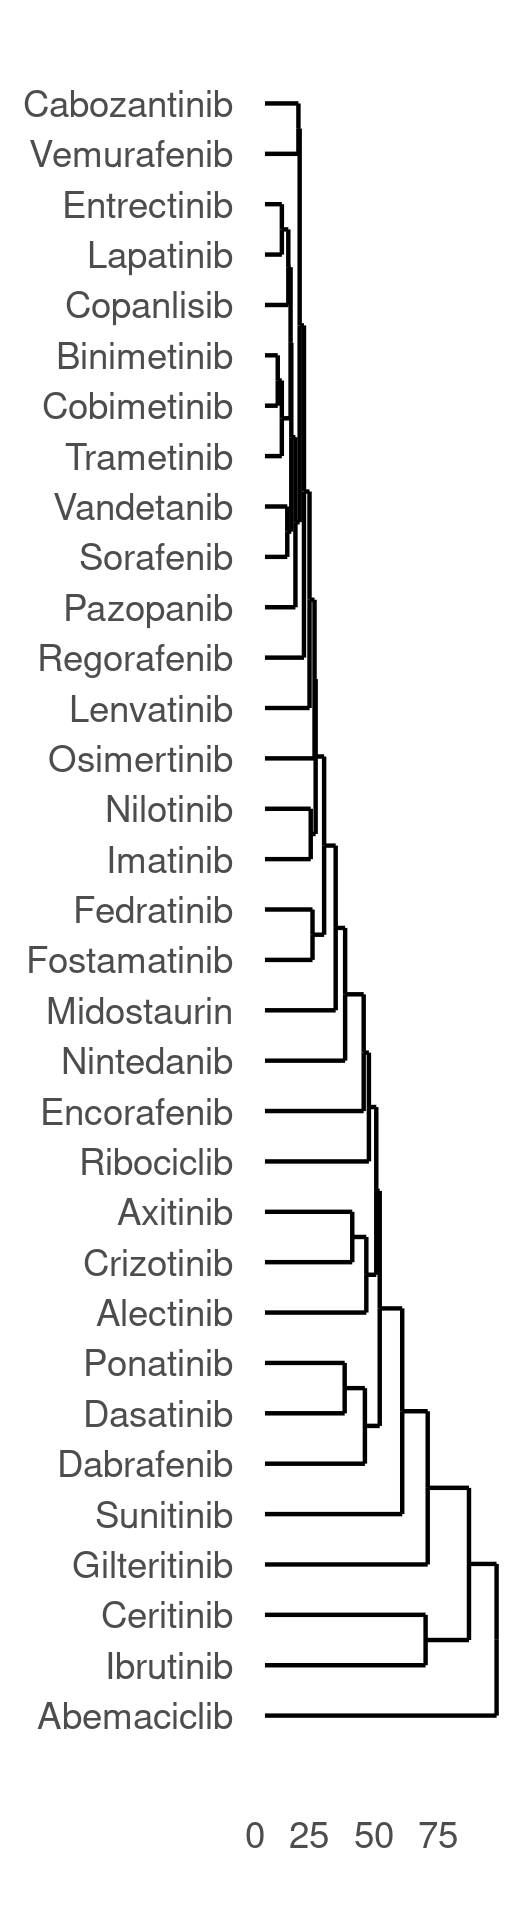 Cabozantinib
Vemurafenib
Entrectinib
Lapatinib
Copanlisib
Binimetinib
Cobimetinib
Trametinib
Vandetanib
Sorafenib
Pazopanib
Regorafenib
Lenvatinib
Osimertinib
Nilotinib
Imatinib
Fedratinib
Fostamatinib
Midostaurin
Nintedanib
Encorafenib
Ribociclib
Axitinib
Crizotinib
Alectinib
Ponatinib
Dasatinib
Dabrafenib
Sunitinib
Gilteritinib
Ceritinib
Ibrutinib
Abemaciclib
0 25 50 75